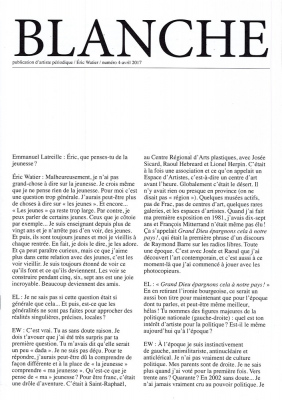 BLANCHE
publication d'artiste périodique / Éric Watier / numéro 4 avril 2017
Emmanuel Latreille : Éric, que penses-tu de la
jeunesse ?
Éric Watier : Malheureusement, je n'ai pas
grand-chose à dire sur la jeunesse. Je crois même
que je ne pense rien de la jeunesse. Pour moi c'est
une question trop générale. J'aurai peut-être plus
de choses à dire sur « les jeunes ». Et encore...
« Les jeunes » ça reste trop large. Par contre, je
peux parler de certains jeunes. Ceux que je côtoie
par exemple... Je suis enseignant depuis plus de
vingt ans et je n'arrête pas d'en voir, des jeunes.
Et puis, ils sont toujours jeunes et moi je vieillis à
chaque rentrée. En fait, je dois le dire, je les adore.
Et ça peut paraître curieux, mais ce que j'aime
plus dans cette relation avec des jeunes, c'est les
voir vieillir. Je suis toujours étonné de voir ce
qu'ils font et ce qu'ils deviennent. Les voir se
construire pendant cinq, six, sept ans est une joie
incroyable. Beaucoup deviennent des amis.
EL : Je ne sais pas si cette question était si
générale que cela... Et puis, est-ce que les
généralités ne sont pas faites pour approcher des
réalités singulières, précises, locales ?
EW : C'est vrai. Tu as sans doute raison. Je
dois t'avouer que j'ai été très surpris par ta
première question. Tu m'avais dit qu'elle serait
un peu « dada ». Je ne suis pas déçu. Pour te
répondre, j'aurai peut-être dû la comprendre de
façon différente et à la place de « la jeunesse »
comprendre « ma jeunesse ». Qu'est-ce que je
pense de « ma » jeunesse ? Pour être franc, c'était
une drôle d'aventure. C'était à Saint-Raphaël,
au Centre Régional d'Arts plastiques, avec Josée
Sicard, Raoul Hébréard et Lionel Herpin. C'était
à la fois une association et ce qu'on appelait un
Espace d'Artistes, c'est-à-dire un centre d'art
avant l'heure. Globalement c'était le désert. Il
n'y avait rien ou presque en province (on ne
disait pas « région »). Quelques musées actifs,
pas de Frac, pas de centres d'art, quelques rares
galeries, et les espaces d'artistes. Quand j'ai fait
ma première exposition en 1981, j'avais dix-sept
ans et François Mitterrand n'était même pas élu !
Ça s'appelait Grand Dieu épargnons cela à notre
pays !, qui était la première phrase d'un discours
de Raymond Barre sur les radios libres. Toute
une époque. C'est avec Josée et Raoul que j'ai
découvert l'art contemporain, et c'est aussi à ce
moment-là que j'ai commencé à jouer avec les
photocopieurs.
EL : « Grand Dieu épargnons cela à notre pays ! »
En en retirant l'ironie bourgeoise, ce serait un
aussi bon titre pour maintenant que pour l'époque
dont tu parles, et peut-être même meilleur,
hélas ! Tu nommes des figures majeures de la
politique nationale (gauche-droite) : quel est ton
intérêt d'artiste pour la politique ? Est-il le même
aujourd'hui qu'à l'époque ?
EW : À l'époque je suis instinctivement
de gauche, antimilitariste, antinucléaire et
anticlérical. Je n'ai pas vraiment de culture
politique. Mes parents sont de droite. Je ne sais
plus quand j'ai voté pour la première fois. Vers
trente ans ? Quarante ? En 2002 sans doute... Je
n'ai jamais vraiment cru au pouvoir politique. Je